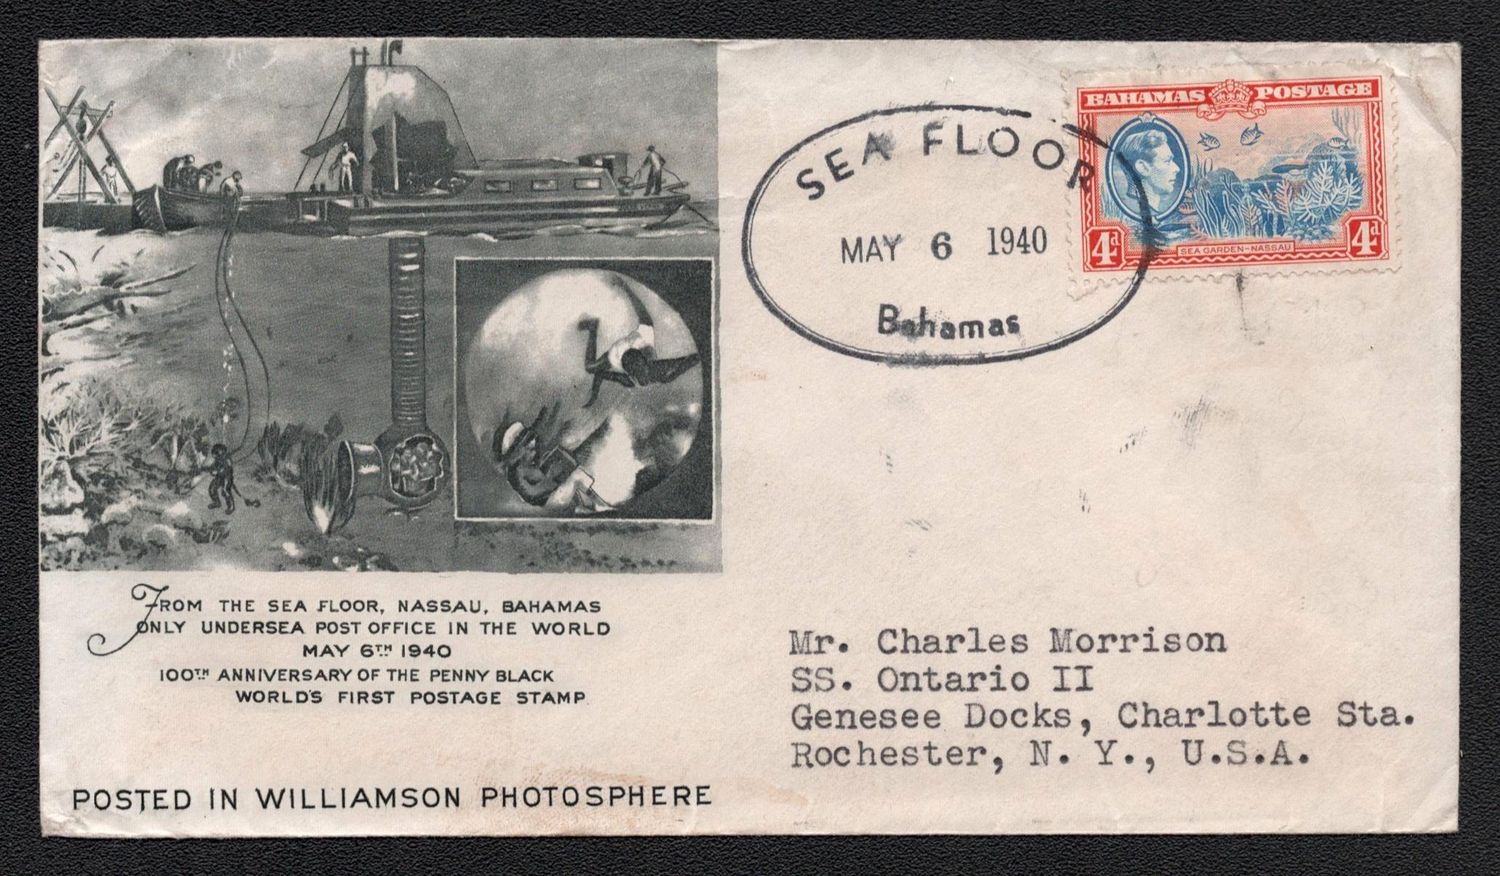 SEA FLOOR
MAY 6 1940
Bahamas
BAHAMAS POSTAGE
4d 4d
SEA GARDEN-NASSAU
FROM THE SEA FLOOR, NASSAU, BAHAMAS
ONLY UNDERSEA POST OFFICE IN THE WORLD
MAY 6TH 1940
100TH ANNIVERSARY OF THE PENNY BLACK
WORLD'S FIRST POSTAGE STAMP
POSTED IN WILLIAMSON PHOTOSPHERE
Mr. Charles Morrison
SS. Ontario II
Genesee Docks, Charlotte Sta.
Rochester, N. Y., U.S.A.